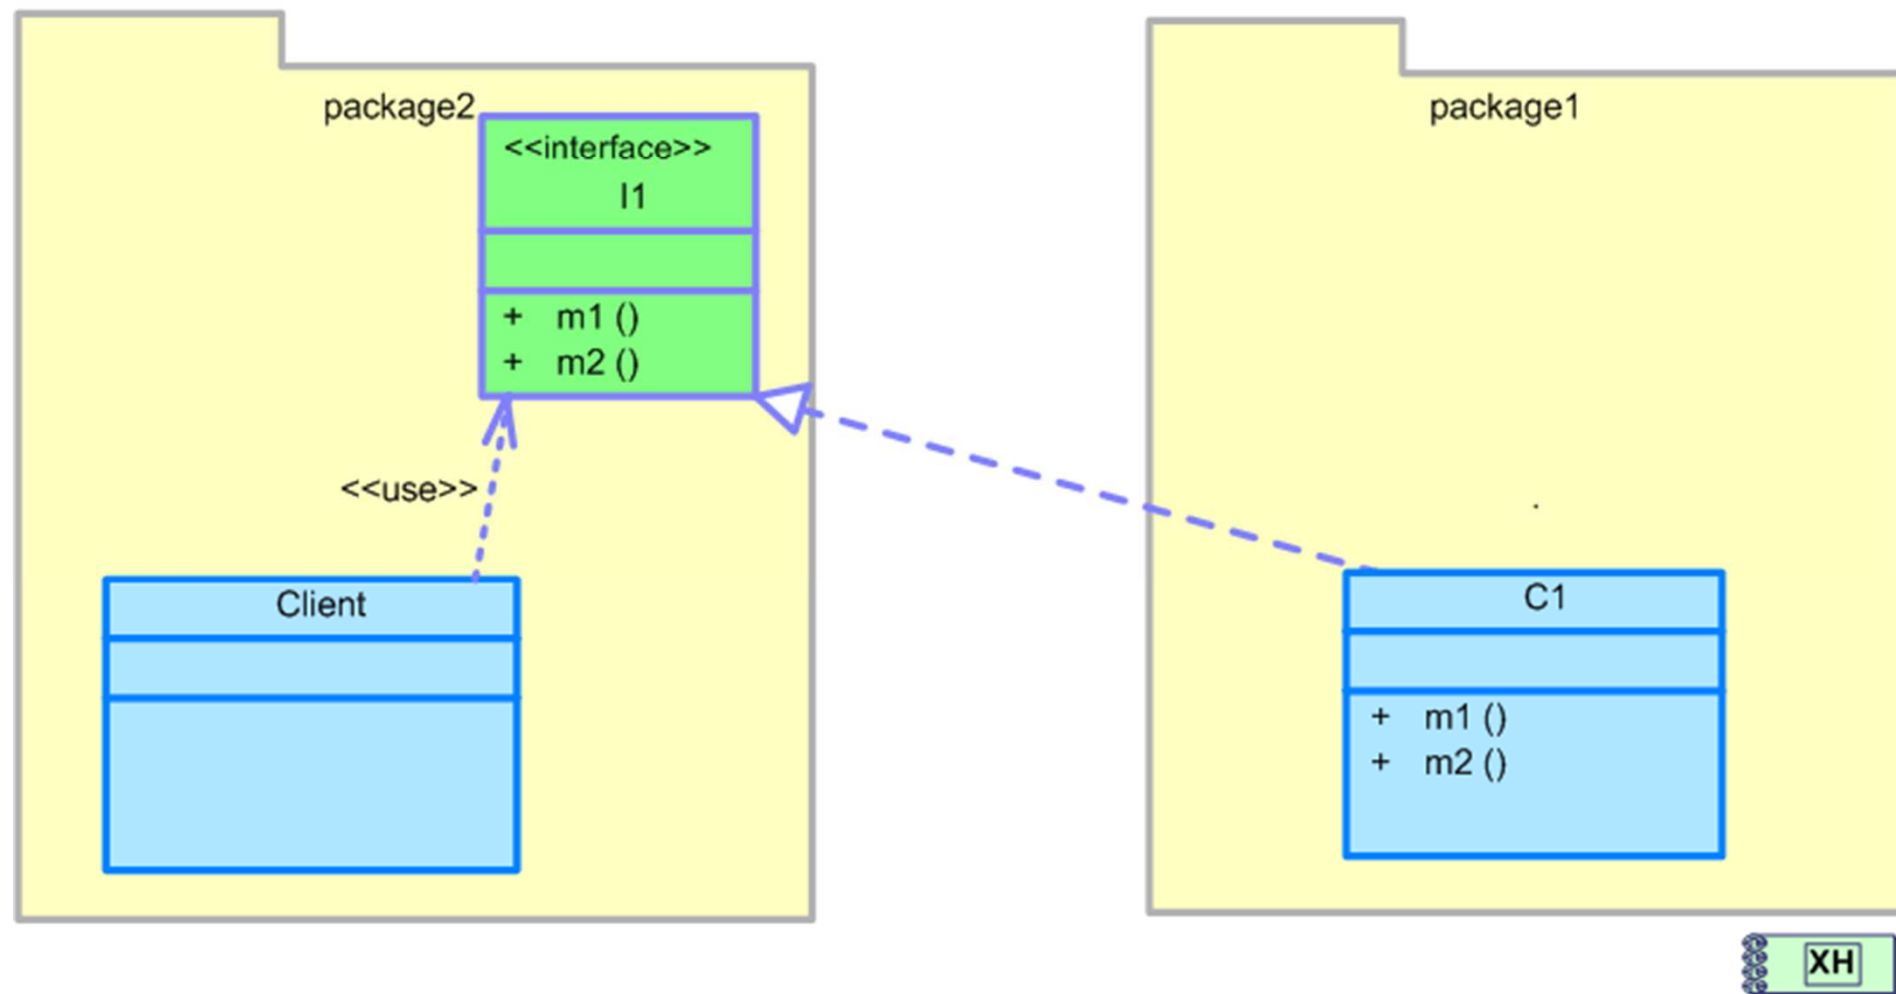 package2
<<interface>>
I1
+ m1 ()
+ m2 ()
<<use>>
Client
package1
C1
+ m1 ()
+ m2 ()
XH